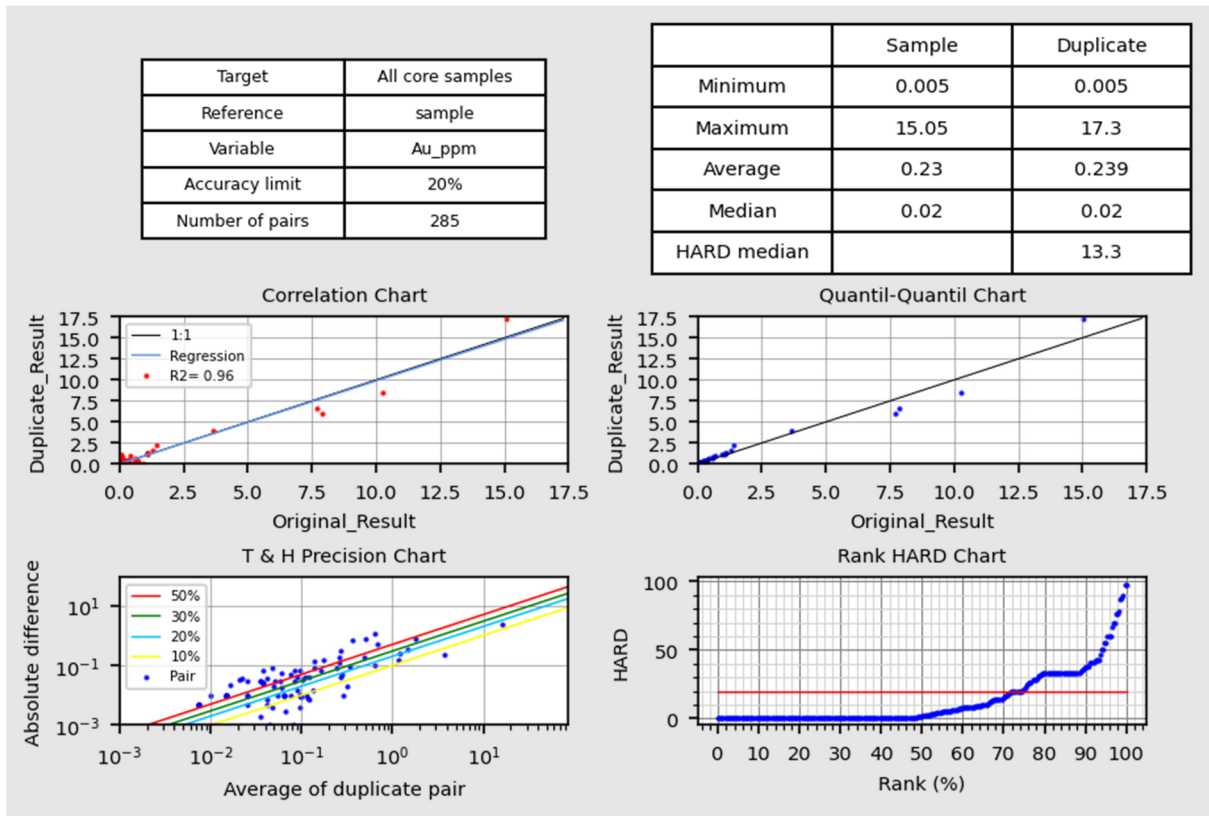 Target All core samples
Reference sample
Variable Au_ppm
Accuracy limit 20%
Number of pairs 285
Sample Duplicate
Minimum 0.005 0.005
Maximum 15.05 17.3
Average 0.23 0.239
Median 0.02 0.02
HARD median 13.3
Correlation Chart
17.5
15.0
12.5
10.0
7.5
5.0
2.5
0.0
Duplicate_Result
1:1
Regression
R2= 0.96
0.0 2.5 5.0 7.5 10.0 12.5 15.0 17.5
Original_Result
Quantil-Quantil Chart
17.5
15.0
12.5
10.0
7.5
5.0
2.5
0.0
Duplicate_Result
0.0 2.5 5.0 7.5 10.0 12.5 15.0 17.5
Original_Result
T & H Precision Chart
10¹
10⁻¹
10⁻³
Absolute difference
50%
30%
20%
10%
Pair
10⁻³ 10⁻² 10⁻¹ 10⁰ 10¹
Average of duplicate pair
Rank HARD Chart
100
50
0
HARD
0 10 20 30 40 50 60 70 80 90 100
Rank (%)